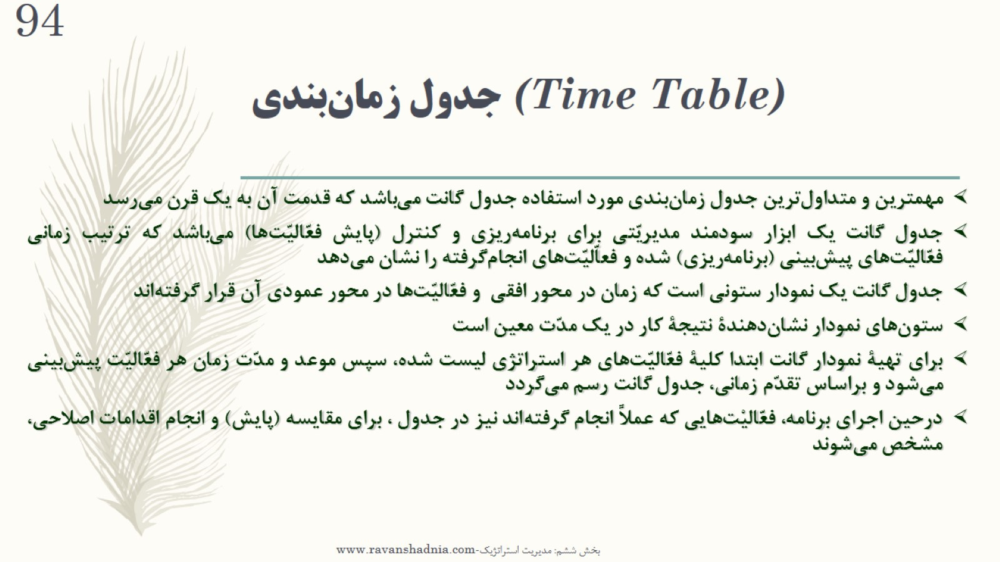 94
جدول زمان‌بندی (Time Table)
مهمترین و متداول‌ترین جدول زمان‌بندی مورد استفاده جدول گانت می‌باشد که قدمت آن به یک قرن می‌رسد
جدول گانت یک ابزار سودمند مدیریّتی برای برنامه‌ریزی و کنترل (پایش فعّالیّت‌ها) می‌باشد که ترتیب زمانی
فعّالیّت‌های پیش‌بینی (برنامه‌ریزی) شده و فعاّلیّت‌های انجام‌گرفته را نشان می‌دهد
جدول گانت یک نمودار ستونی است که زمان در محور افقی و فعّالیّت‌ها در محور عمودی آن قرار گرفته‌اند
ستون‌های نمودار نشان‌دهندهٔ نتیجهٔ کار در یک مدّت معین است
برای تهیهٔ نمودار گانت ابتدا کلیهٔ فعّالیّت‌های هر استراتژی لیست شده، سپس موعد و مدّت زمان هر فعّالیّت پیش‌بینی
می‌شود و براساس تقدّم زمانی، جدول گانت رسم می‌گردد
درحین اجرای برنامه، فعّالیْت‌هایی که عملاً انجام گرفته‌اند نیز در جدول ، برای مقایسه (پایش) و انجام اقدامات اصلاحی،
مشخص می‌شوند
بخش ششم: مدیریت استراتژیک-www.ravanshadnia.com